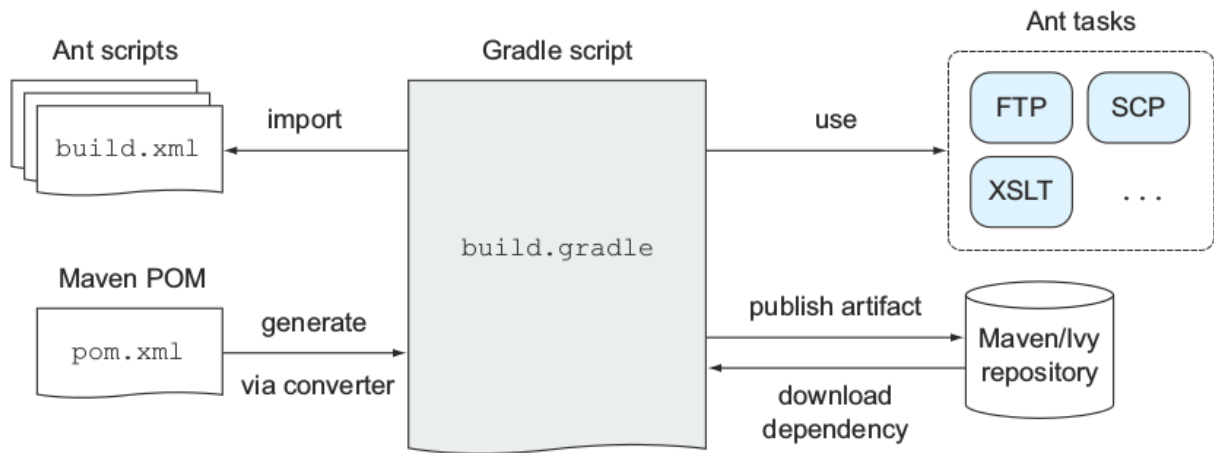 Ant scripts
build.xml
import
Gradle script
build.gradle
use
Ant tasks
FTP
SCP
XSLT
...
Maven POM
pom.xml
generate
via converter
publish artifact
download
dependency
Maven/Ivy
repository